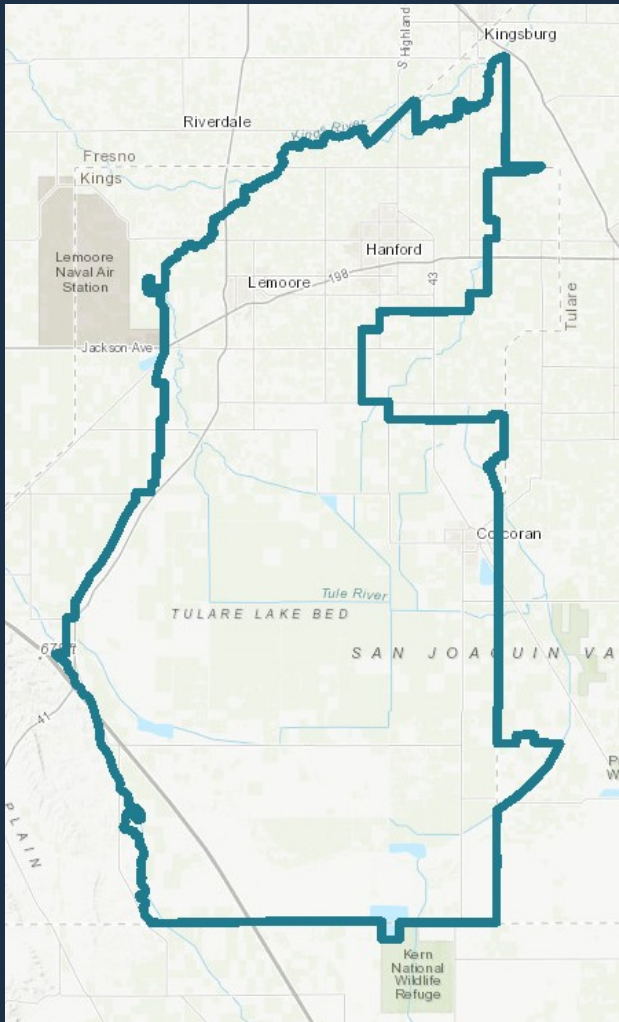 Kingsburg
S Highland
Riverdale
Kings River
Fresno
Kings
Lemoore
Naval Air
Station
Hanford
Lemoore
198
43
Tulare
Jackson Ave
Corcoran
Tule River
TULARE LAKE BED
SAN JOAQUIN VA
41
PLAIN
Kern
National
Wildlife
Refuge